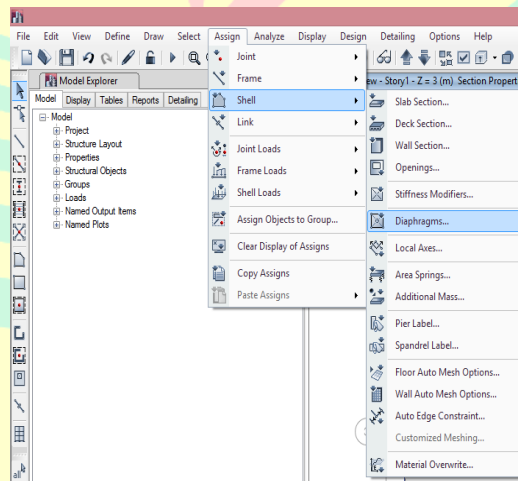 File Edit View Define Draw Select Assign Analyze Display Design Detailing Options Help
Model Explorer
ew - Story1 - Z = 3 (m) Section Propert
Model Display Tables Reports Detailing
Model
Project
Structure Layout
Properties
Structural Objects
Groups
Loads
Named Output Items
Named Plots
Joint
Frame
Shell
Link
Joint Loads
Frame Loads
Shell Loads
Assign Objects to Group...
Clear Display of Assigns
Copy Assigns
Paste Assigns
Slab Section...
Deck Section...
Wall Section...
Openings...
Stiffness Modifiers...
Diaphragms...
Local Axes...
Area Springs...
Additional Mass...
Pier Label...
Spandrel Label...
Floor Auto Mesh Options...
Wall Auto Mesh Options...
Auto Edge Constraint...
Customized Meshing...
Material Overwrite...
all